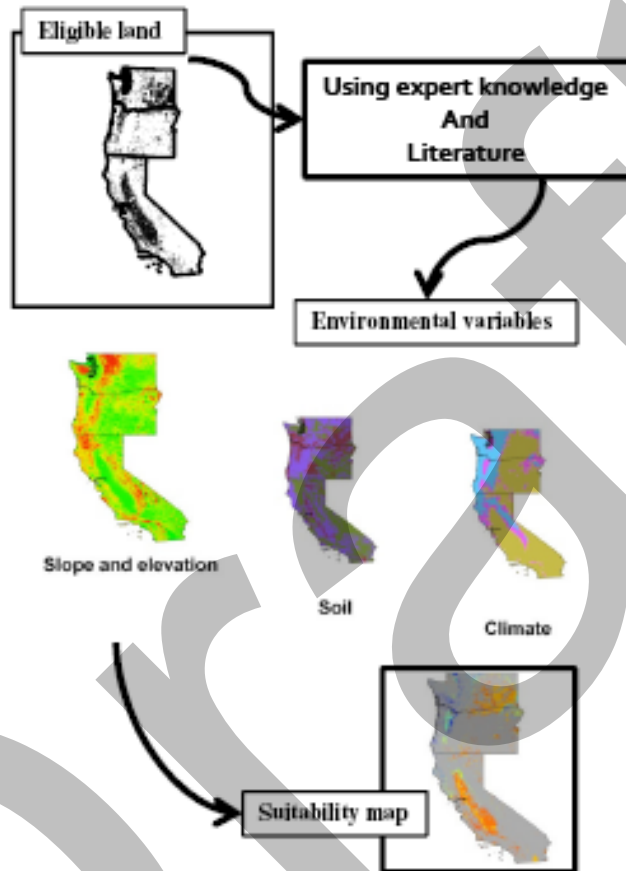 Eligible land
Using expert knowledge
And
Literature
Environmental variables
Slope and elevation
Soil
Climate
Suitability map